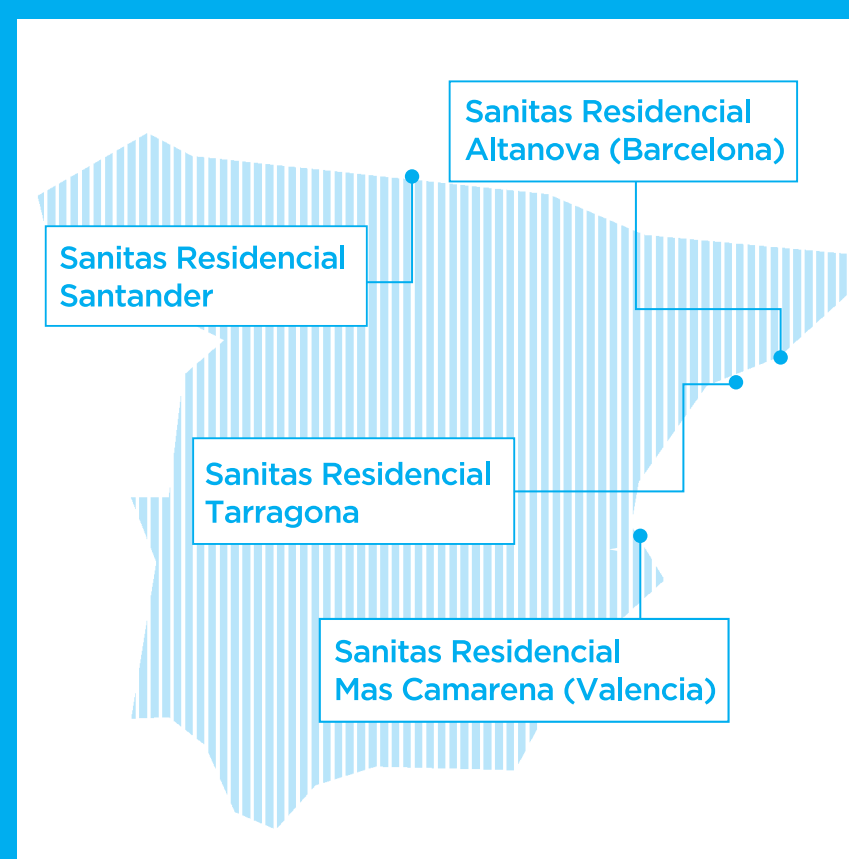 Sanitas Residencial
Altanova (Barcelona)
Sanitas Residencial
Santander
Sanitas Residencial
Tarragona
Sanitas Residencial
Mas Camarena (Valencia)